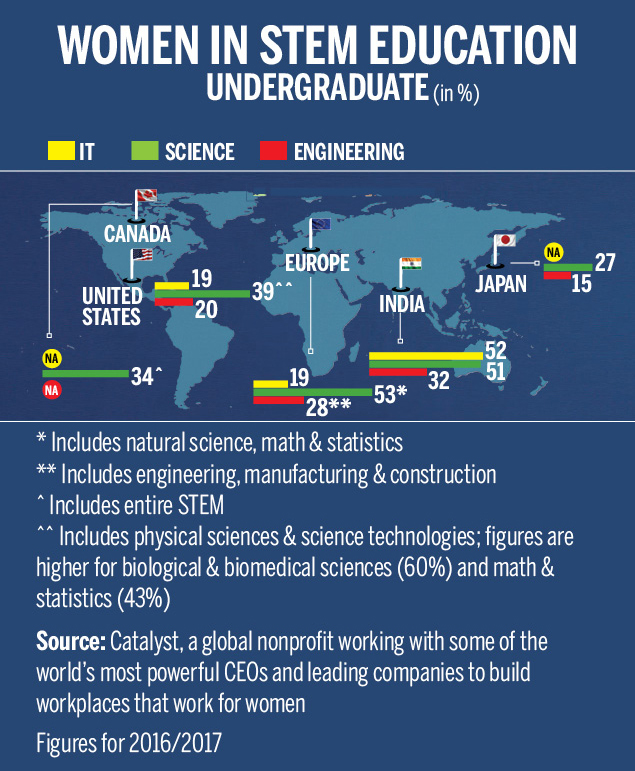 WOMEN IN STEM EDUCATION
UNDERGRADUATE (in %)
IT
SCIENCE
ENGINEERING
CANADA
NA
34^
NA
UNITED
STATES
19
39^^
20
EUROPE
19
53*
28**
INDIA
52
51
32
JAPAN
NA
27
15
* Includes natural science, math & statistics
** Includes engineering, manufacturing & construction
^ Includes entire STEM
^^ Includes physical sciences & science technologies; figures are
higher for biological & biomedical sciences (60%) and math &
statistics (43%)
Source: Catalyst, a global nonprofit working with some of the
world's most powerful CEOs and leading companies to build
workplaces that work for women
Figures for 2016/2017